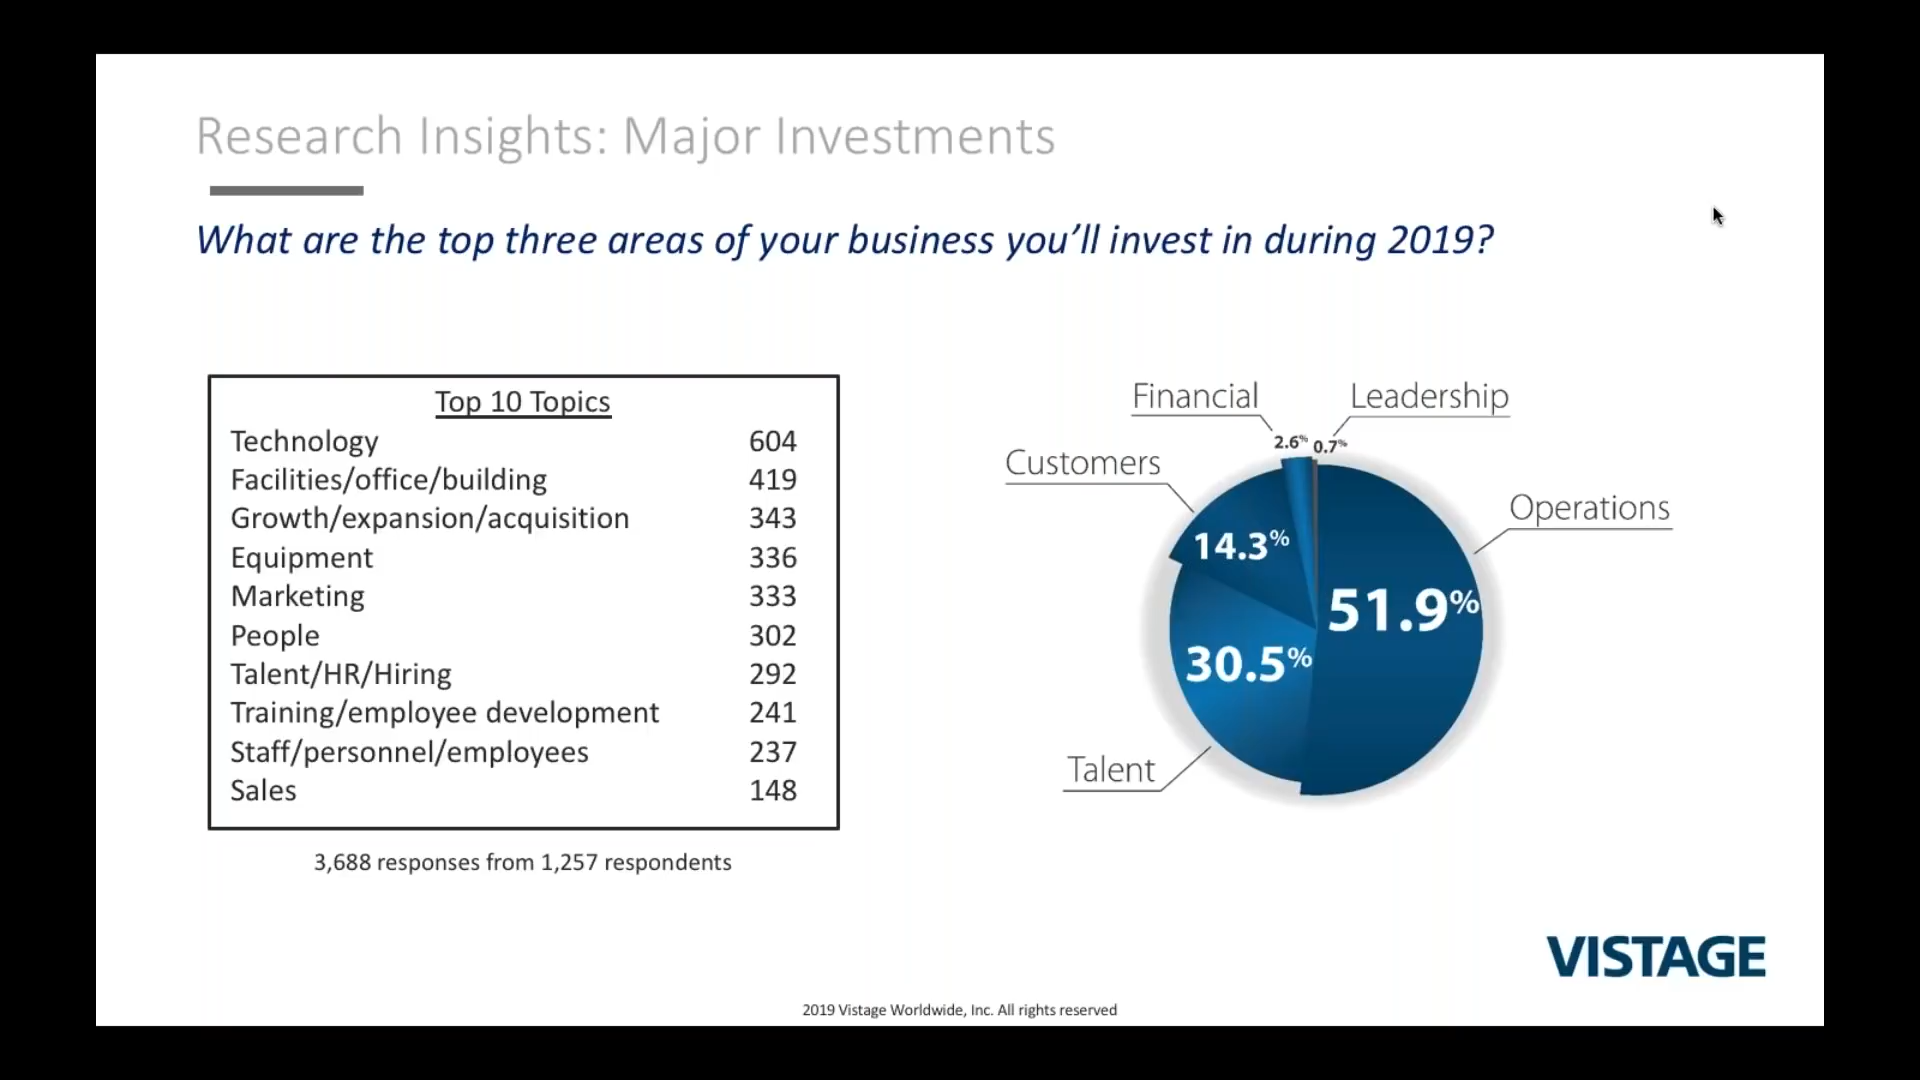 Research Insights: Major Investments
What are the top three areas of your business you’ll invest in during 2019?
Top 10 Topics
Technology 604
Facilities/office/building 419
Growth/expansion/acquisition 343
Equipment 336
Marketing 333
People 302
Talent/HR/Hiring 292
Training/employee development 241
Staff/personnel/employees 237
Sales 148
3,688 responses from 1,257 respondents
Financial
Leadership
2.6% 0.7%
Customers
Operations
14.3%
51.9%
30.5%
Talent
VISTAGE
2019 Vistage Worldwide, Inc. All rights reserved